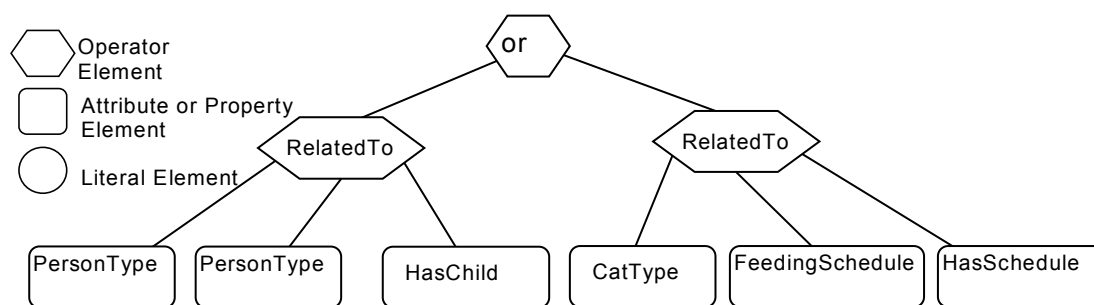 or
Operator
Element
Attribute or Property
Element
Literal Element
RelatedTo
RelatedTo
PersonType
PersonType
HasChild
CatType
FeedingSchedule
HasSchedule